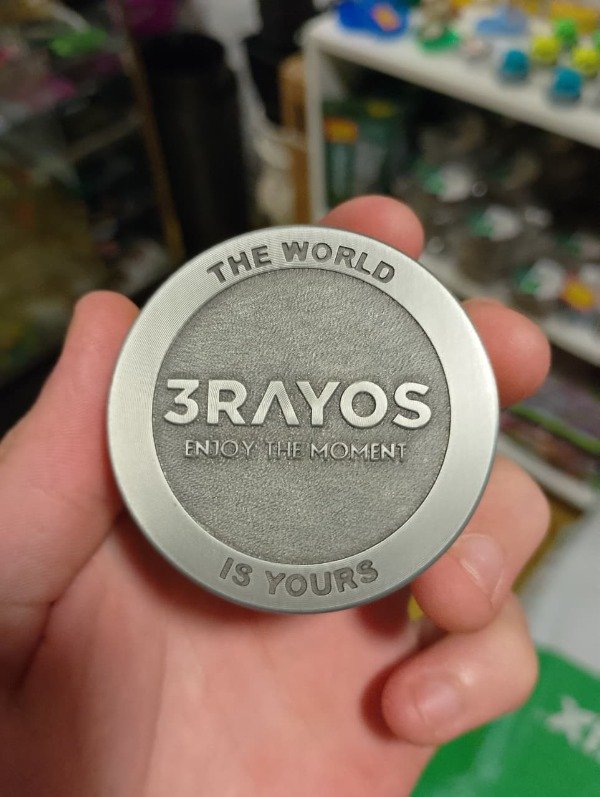 THE WORLD
3RAYOS
ENJOY THE MOMENT
IS YOURS